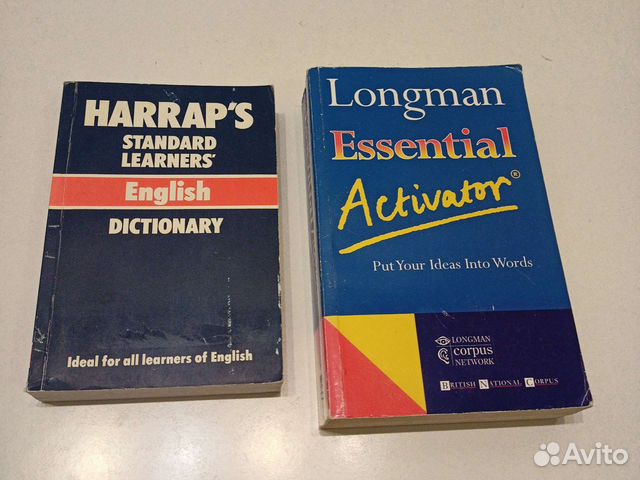 HARRAP'S
STANDARD
LEARNERS'
English
DICTIONARY
Ideal for all learners of English
Longman
Essential
Activator®
Put Your Ideas Into Words
LONGMAN
corpus
NETWORK
BRITISH NATIONAL CORPUS
Avito